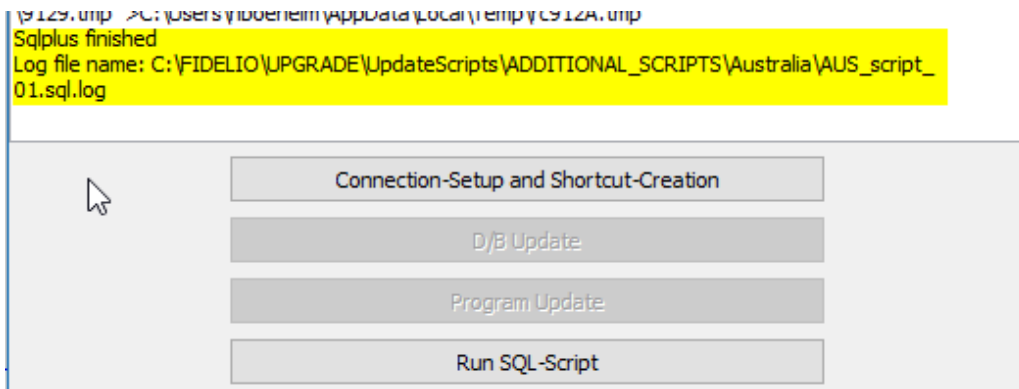 Sqlplus finished
Log file name: C:\FIDELIO\UPGRADE\UpdateScripts\ADDITIONAL_SCRIPTS\Australia\AUS_script_
01.sql.log
Connection-Setup and Shortcut-Creation
D/B Update
Program Update
Run SQL-Script